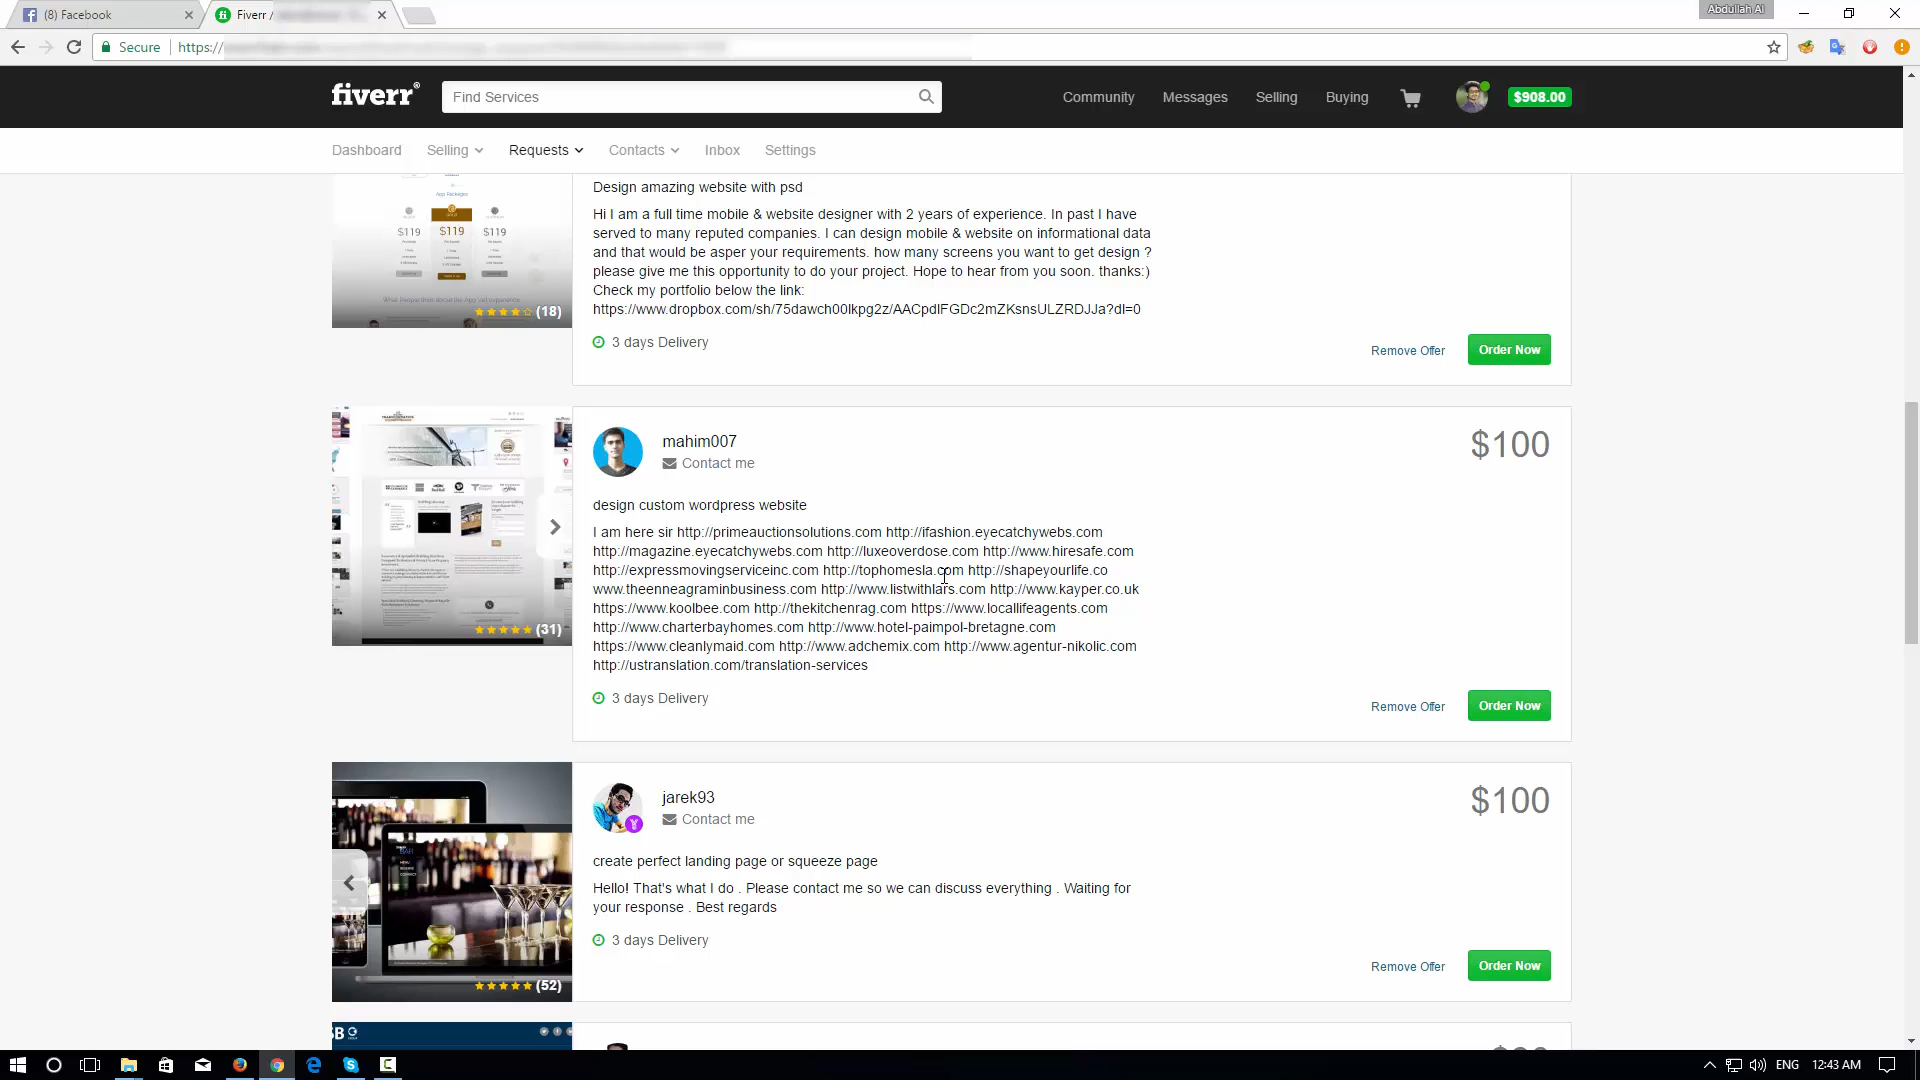 (8) Facebook
Fiverr /
Abdullah Al
Secure
https://
fiverr®
Find Services
Community
Messages
Selling
Buying
$908.00
Dashboard
Selling
Requests
Contacts
Inbox
Settings
App Packages
$119 $119 $119
(18)
Design amazing website with psd
Hi I am a full time mobile & website designer with 2 years of experience. In past I have
served to many reputed companies. I can design mobile & website on informational data
and that would be asper your requirements. how many screens you want to get design ?
please give me this opportunity to do your project. Hope to hear from you soon. thanks:)
Check my portfolio below the link:
https://www.dropbox.com/sh/75dawch00lkpg2z/AACpdlFGDc2mZKsnsULZRDJJa?dl=0
3 days Delivery
Remove Offer
Order Now
(31)
mahim007
Contact me
$100
design custom wordpress website
I am here sir http://primeauctionsolutions.com http://ifashion.eyecatchywebs.com
http://magazine.eyecatchywebs.com http://luxeoverdose.com http://www.hiresafe.com
http://expressmovingserviceinc.com http://tophomesla.com http://shapeyourlife.co
www.theenneagraminbusiness.com http://www.listwithlars.com http://www.kayper.co.uk
https://www.koolbee.com http://thekitchenrag.com https://www.locallifeagents.com
http://www.charterbayhomes.com http://www.hotel-paimpol-bretagne.com
https://www.cleanlymaid.com http://www.adchemix.com http://www.agentur-nikolic.com
http://ustranslation.com/translation-services
3 days Delivery
Remove Offer
Order Now
(52)
jarek93
Contact me
$100
create perfect landing page or squeeze page
Hello! That's what I do . Please contact me so we can discuss everything . Waiting for
your response . Best regards
3 days Delivery
Remove Offer
Order Now
ENG
12:43 AM